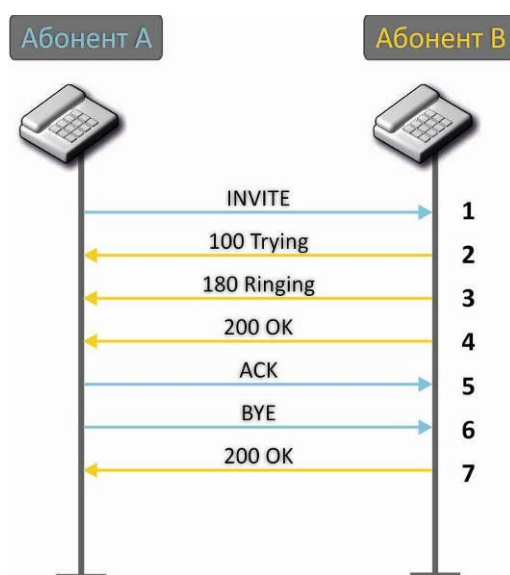 Абонент А
Абонент В
INVITE
1
100 Trying
2
180 Ringing
3
200 OK
4
ACK
5
BYE
6
200 OK
7